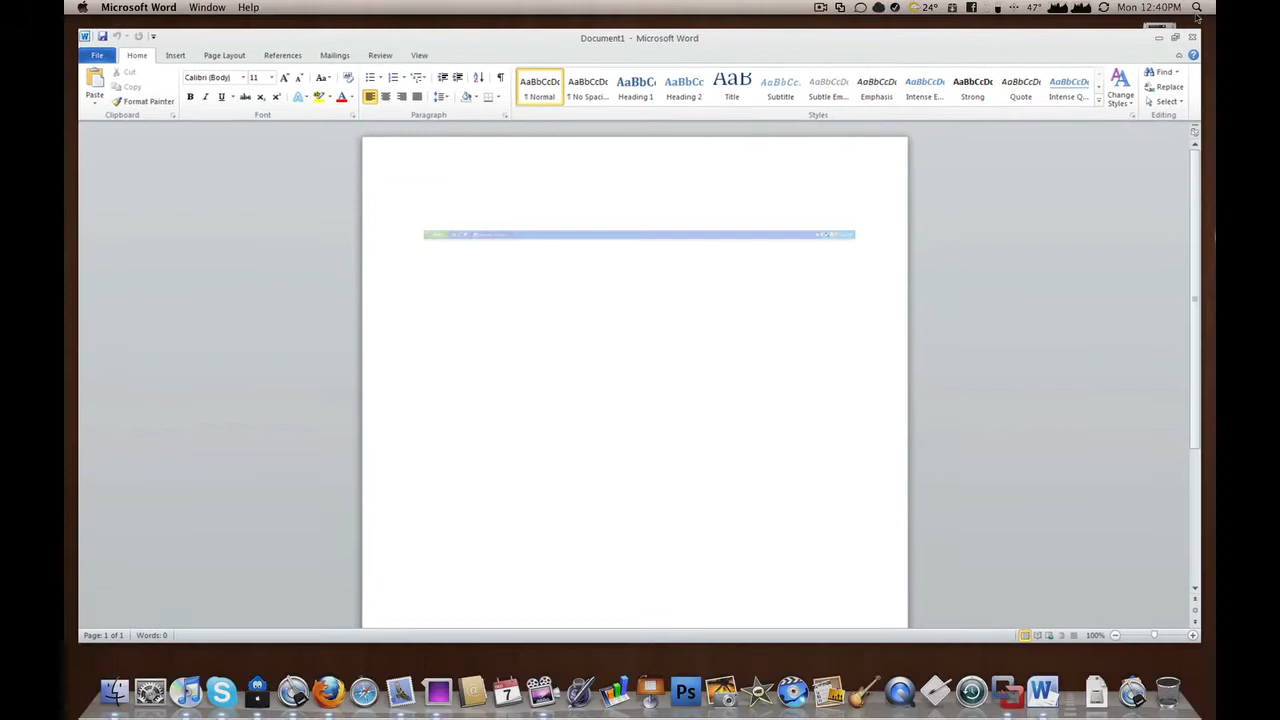 Microsoft Word Window Help 24° 47° Mon 12:40PM
Document1 - Microsoft Word
File Home Insert Page Layout References Mailings Review View
Paste
Cut
Copy
Format Painter
Clipboard
Calibri (Body) 11
Font
Paragraph
AaBbCcDc ¶ Normal
AaBbCcDc ¶ No Spaci...
AaBbCc Heading 1
AaBbCc Heading 2
AaB Title
AaBbCc. Subtitle
AaBbCcDc Subtle Em...
AaBbCcDc Emphasis
AaBbCcDc Intense E...
AaBbCcDc Strong
AaBbCcDc Quote
AaBbCcDc Intense Q...
Styles
Change Styles
Find
Replace
Select
Editing
Page: 1 of 1 Words: 0 100%
7
Ps
W